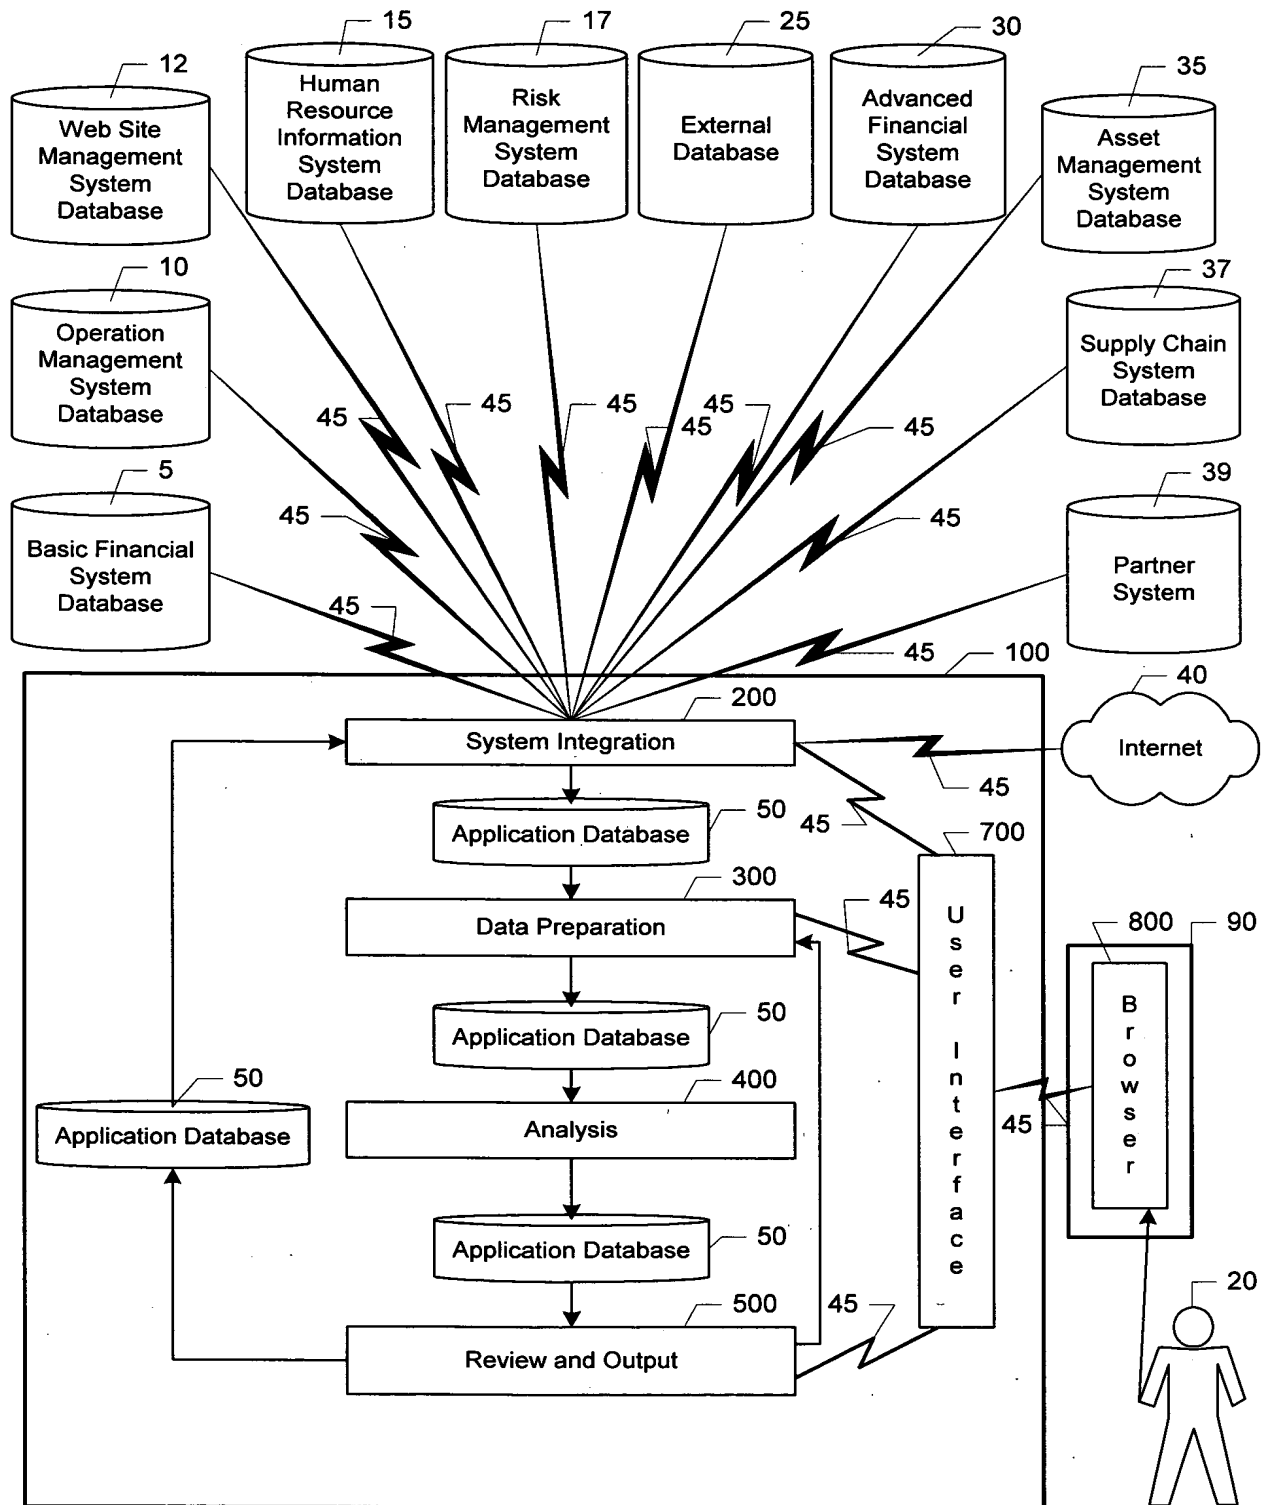 15
17
25
30
12
35
Human
Resource
Information
System
Database
Risk
Management
System
Database
External
Database
Advanced
Financial
System
Database
Web Site
Management
System
Database
Asset
Management
System
Database
10
37
Operation
Management
System
Database
Supply Chain
System
Database
45
45
45
45
45
45
5
39
45
45
Basic Financial
System
Database
Partner
System
45
45
100
40
200
System Integration
Internet
45
50
45
700
Application Database
300
45
Data Preparation
User Interface
800
90
Browser
50
Application Database
50
400
45
Application Database
Analysis
50
Application Database
500
45
20
Review and Output